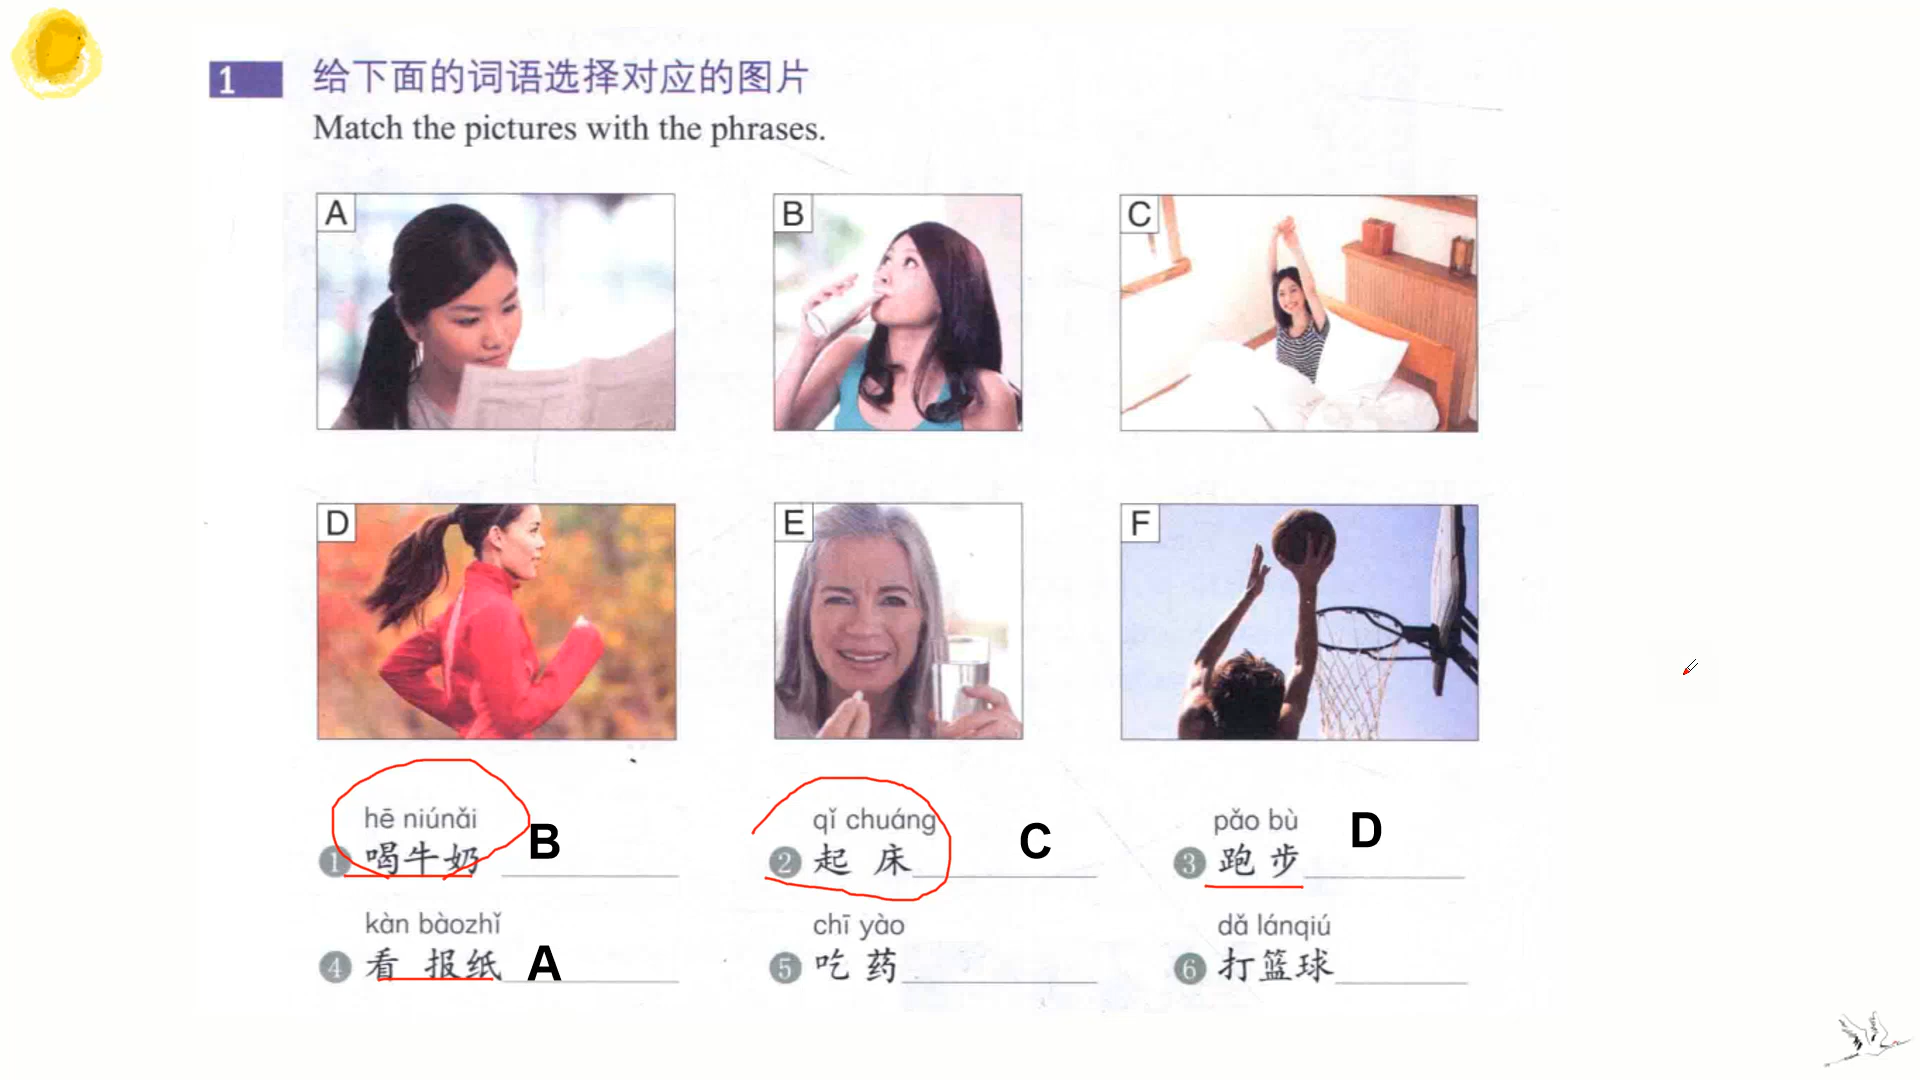 1 给下面的词语选择对应的图片
Match the pictures with the phrases.
A B C
D E F
hē niúnǎi qǐ chuáng pǎo bù
1 喝牛奶 B 2 起 床 C 3 跑 步 D
kàn bàozhǐ chī yào dǎ lánqiú
4 看 报纸 A 5 吃 药 6 打篮球